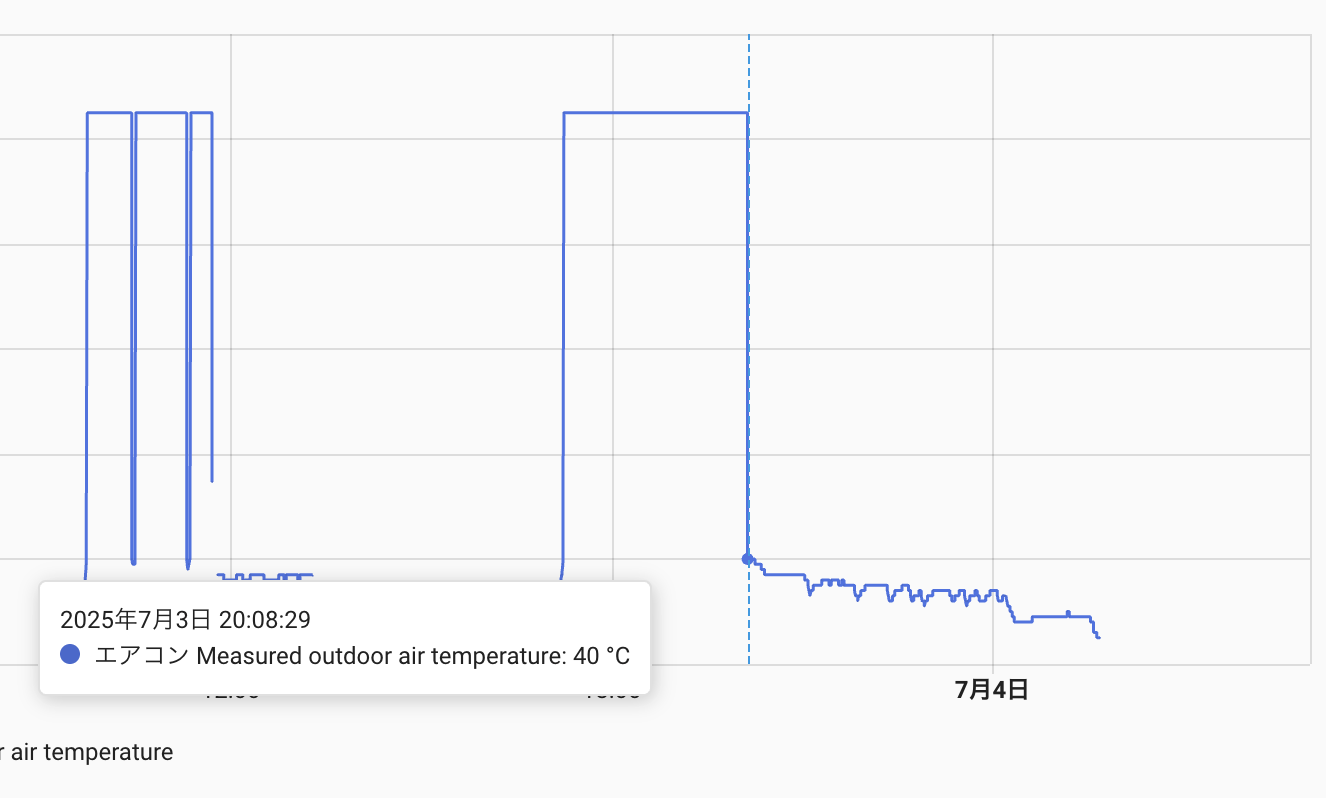 2025年7月3日 20:08:29
エアコン Measured outdoor air temperature: 40 °C
7月4日
air temperature